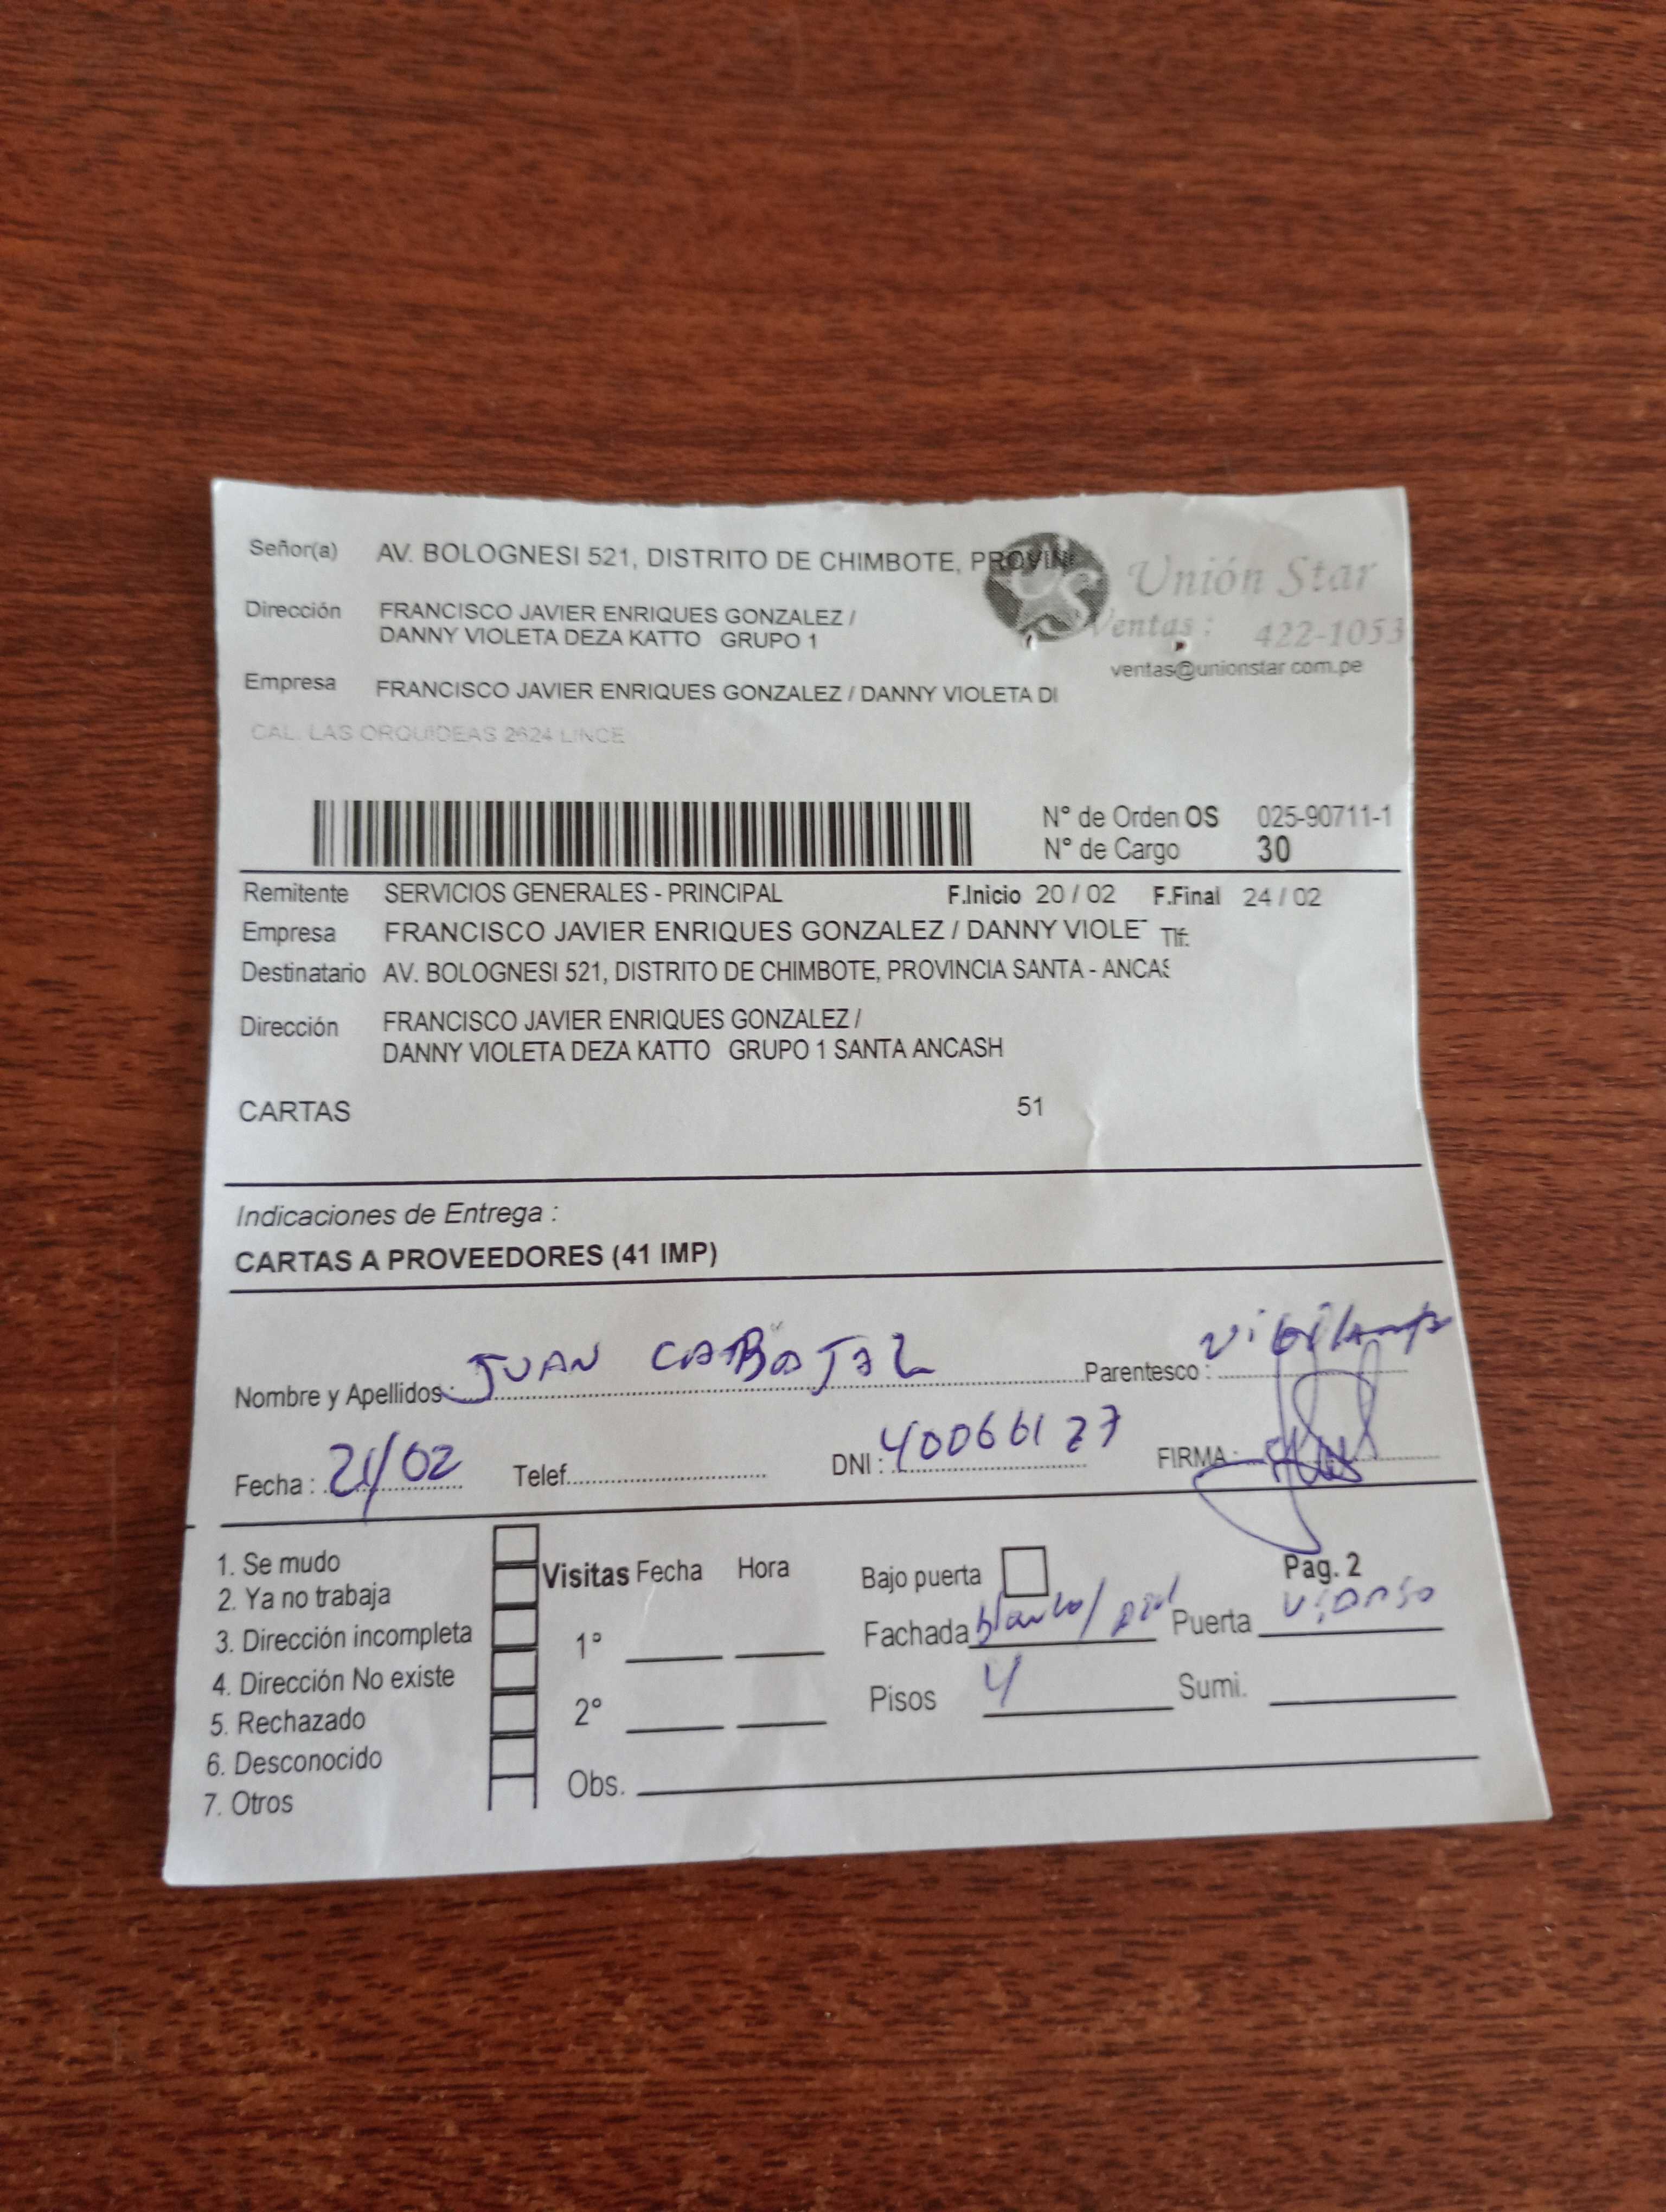 Señor(a) AV. BOLOGNESI 521, DISTRITO DE CHIMBOTE, PROVIN
Unión Star
Dirección FRANCISCO JAVIER ENRIQUES GONZALEZ /
DANNY VIOLETA DEZA KATTO GRUPO 1
Ventas : 422-1053
ventas@unionstar.com.pe
Empresa FRANCISCO JAVIER ENRIQUES GONZALEZ / DANNY VIOLETA DI
CAL. LAS ORQUIDEAS 2624 LINCE
N° de Orden OS 025-90711-1
N° de Cargo 30
Remitente SERVICIOS GENERALES - PRINCIPAL F.Inicio 20 / 02 F.Final 24 / 02
Empresa FRANCISCO JAVIER ENRIQUES GONZALEZ / DANNY VIOLET Tlf:
Destinatario AV. BOLOGNESI 521, DISTRITO DE CHIMBOTE, PROVINCIA SANTA - ANCAS
Dirección FRANCISCO JAVIER ENRIQUES GONZALEZ /
DANNY VIOLETA DEZA KATTO GRUPO 1 SANTA ANCASH
CARTAS 51
Indicaciones de Entrega :
CARTAS A PROVEEDORES (41 IMP)
Nombre y Apellidos : JUAN CARBAJAL Parentesco : vigilante
Fecha : 21/02 Telef. DNI : 40066127 FIRMA :
1. Se mudo
2. Ya no trabaja
3. Dirección incompleta
4. Dirección No existe
5. Rechazado
6. Desconocido
7. Otros
Visitas Fecha Hora
1°
2°
Obs.
Bajo puerta Pag. 2
Fachada blanco/ Puerta
Pisos 4 Sumi.